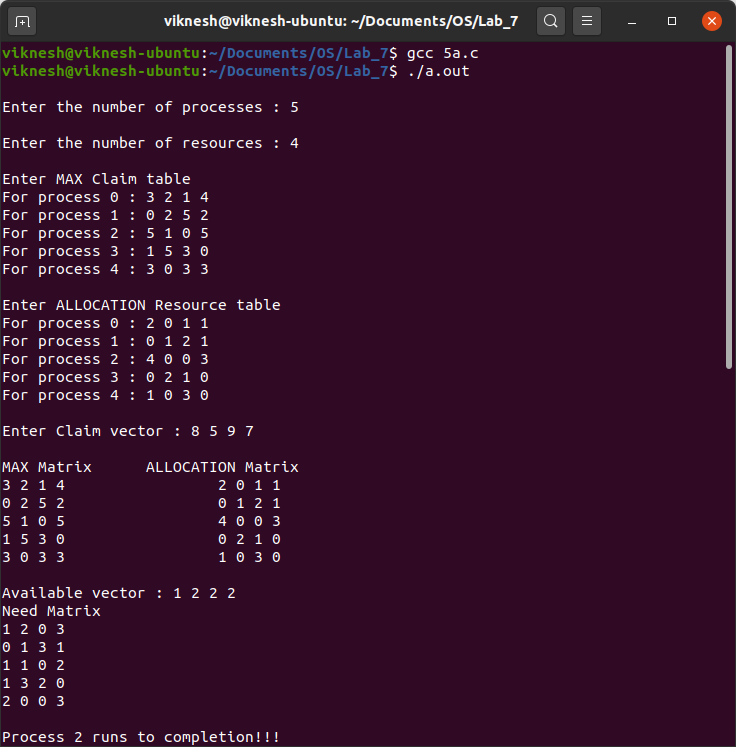 viknesh@viknesh-ubuntu: ~/Documents/OS/Lab_7
viknesh@viknesh-ubuntu:~/Documents/OS/Lab_7$ gcc 5a.c
viknesh@viknesh-ubuntu:~/Documents/OS/Lab_7$ ./a.out
Enter the number of processes : 5
Enter the number of resources : 4
Enter MAX Claim table
For process 0 : 3 2 1 4
For process 1 : 0 2 5 2
For process 2 : 5 1 0 5
For process 3 : 1 5 3 0
For process 4 : 3 0 3 3
Enter ALLOCATION Resource table
For process 0 : 2 0 1 1
For process 1 : 0 1 2 1
For process 2 : 4 0 0 3
For process 3 : 0 2 1 0
For process 4 : 1 0 3 0
Enter Claim vector : 8 5 9 7
MAX Matrix      ALLOCATION Matrix
3 2 1 4                 2 0 1 1
0 2 5 2                 0 1 2 1
5 1 0 5                 4 0 0 3
1 5 3 0                 0 2 1 0
3 0 3 3                 1 0 3 0
Available vector : 1 2 2 2
Need Matrix
1 2 0 3
0 1 3 1
1 1 0 2
1 3 2 0
2 0 0 3
Process 2 runs to completion!!!